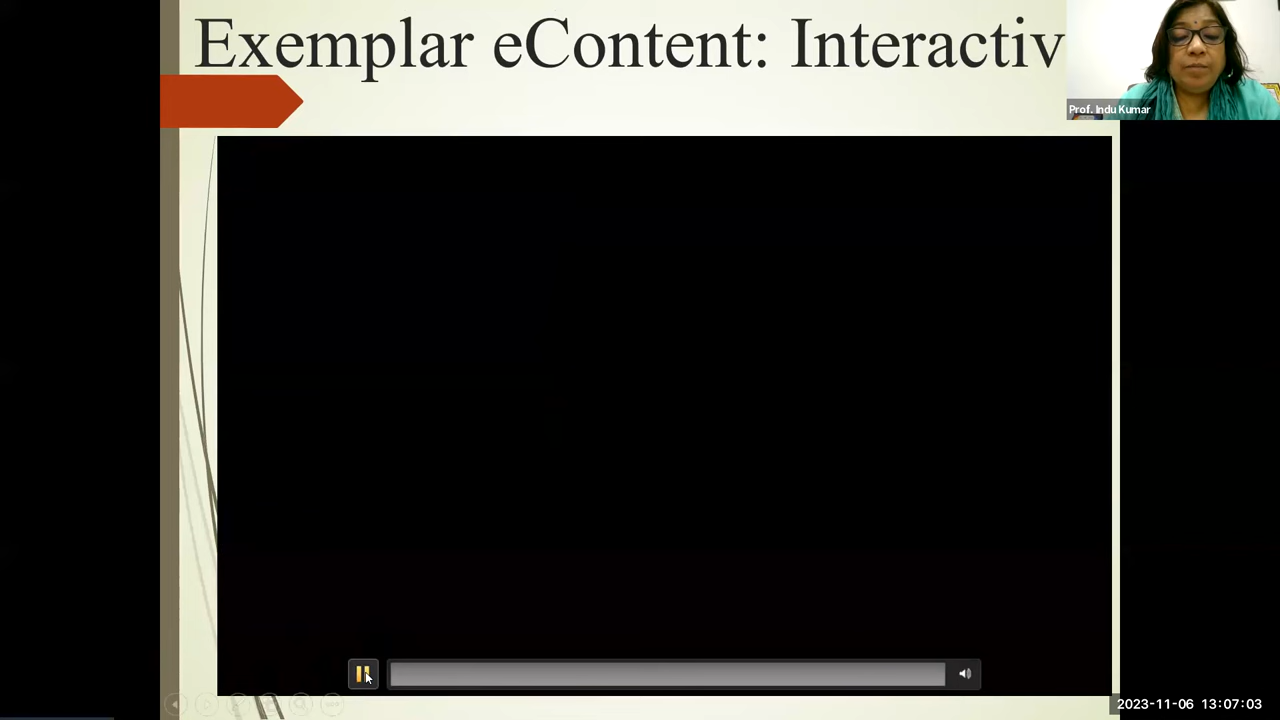 Exemplar eContent: Interactiv
Prof. Indu Kumar
2023-11-06 13:07:03